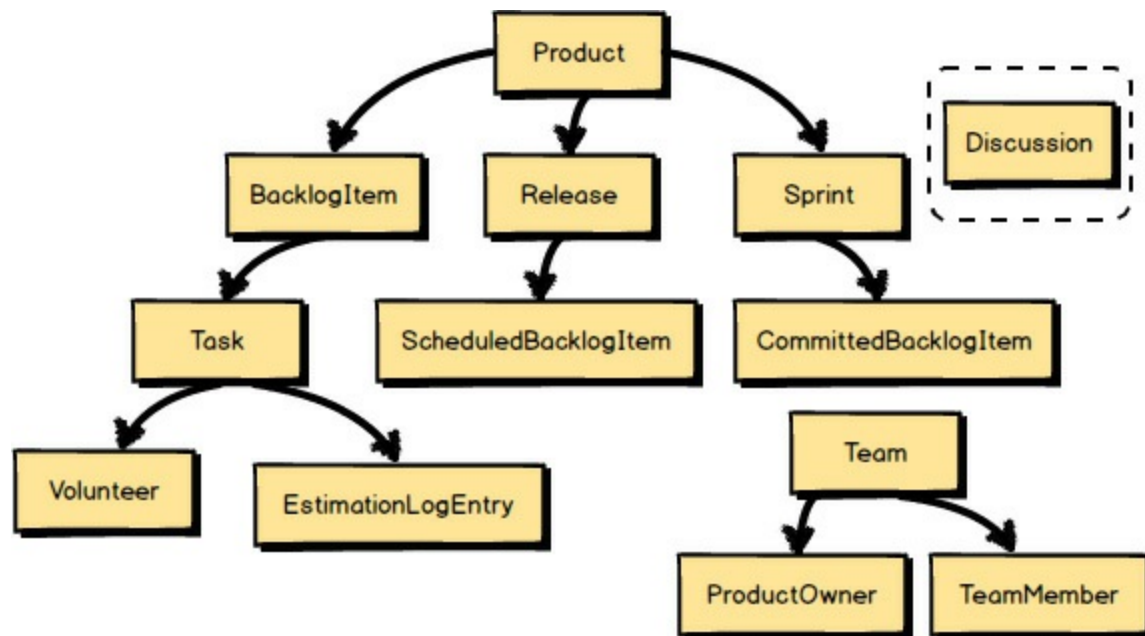 Product
Discussion
BacklogItem
Release
Sprint
Task
ScheduledBacklogItem
CommittedBacklogItem
Team
Volunteer
EstimationLogEntry
ProductOwner
TeamMember